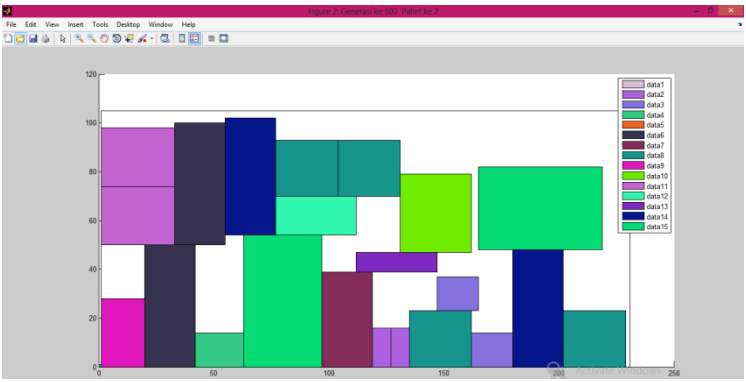 Figure 2: Generasi ke 500 Pallet ke 2
File Edit View Insert Tools Desktop Window Help
120
100
80
60
40
20
0
0 50 100 150 200 250
data1
data2
data3
data4
data5
data6
data7
data8
data9
data10
data11
data12
data13
data14
data15
Activate Windows